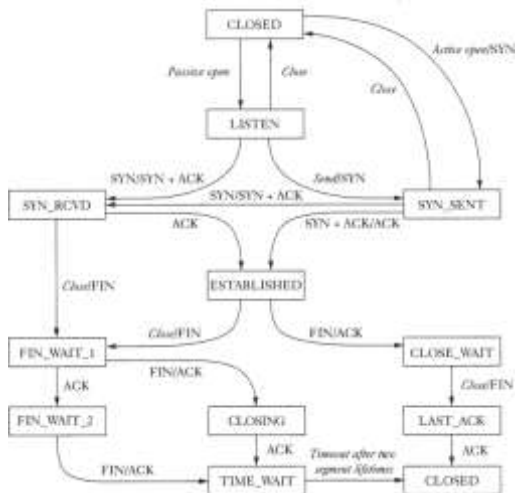 CLOSED
Active open/SYN
Passive open
Close
Close
LISTEN
SYN/SYN + ACK
Send/SYN
SYN/SYN + ACK
SYN_RCVD
SYN_SENT
ACK
SYN + ACK/ACK
Close/FIN
ESTABLISHED
Close/FIN
FIN/ACK
FIN_WAIT_1
CLOSE_WAIT
FIN/ACK
ACK
Close/FIN
FIN_WAIT_2
CLOSING
LAST_ACK
ACK
Timeout after two
segment lifetimes
ACK
FIN/ACK
TIME_WAIT
CLOSED